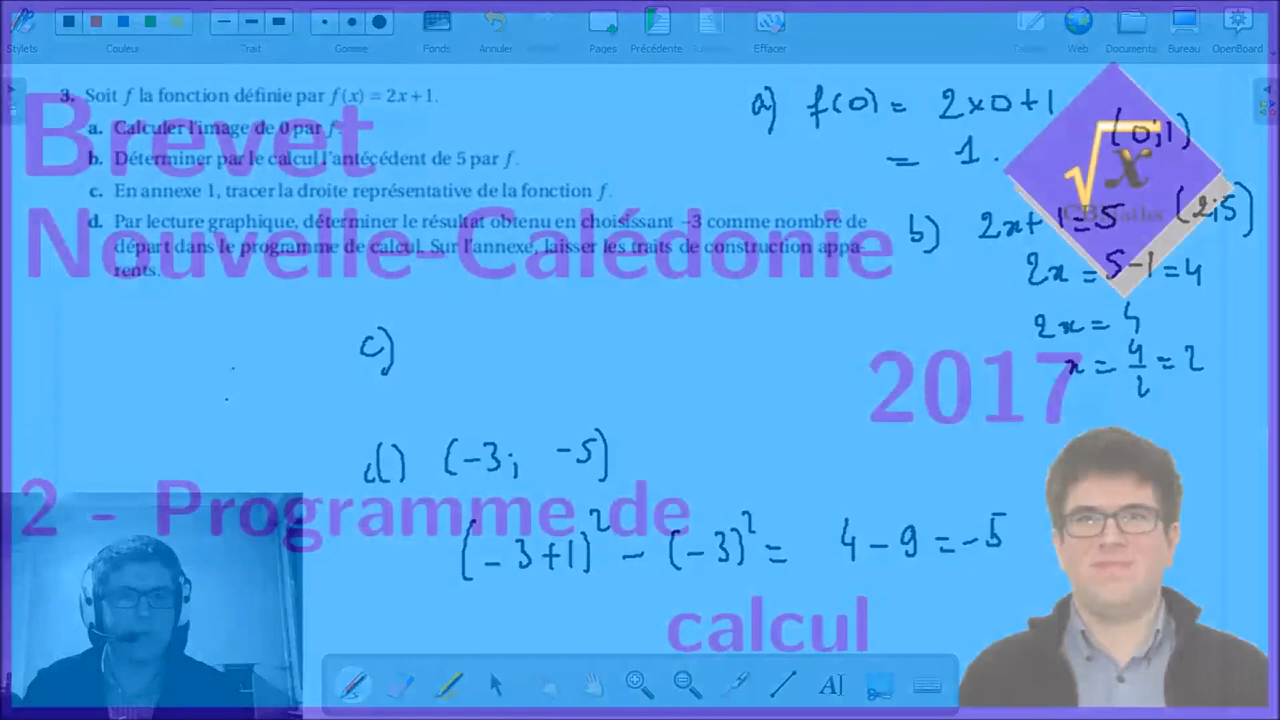 Stylets Couleur Trait Gomme Fonds Annuler Pages Précédente Effacer Web Documents Bureau OpenBoard
3. Soit f la fonction définie par f(x) = 2x+1.
a. Calculer l'image de 0 par f.
b. Déterminer par le calcul l'antécédent de 5 par f.
c. En annexe 1, tracer la droite représentative de la fonction f.
d. Par lecture graphique, déterminer le résultat obtenu en choisissant −3 comme nombre de
départ dans le programme de calcul. Sur l'annexe, laisser les traits de construction appa-
rents.
Brevet
Nouvelle-Calédonie
2017
2 - Programme de
calcul
a) f(0) = 2×0+1
= 1.
(0;1)
√x
b) 2x+1=5
(2;5)
2x = 5-1 = 4
2x = 4
x = 4/2 = 2
c)
d) (-3; -5)
(-3+1)² - (-3)² = 4 - 9 = -5
AI